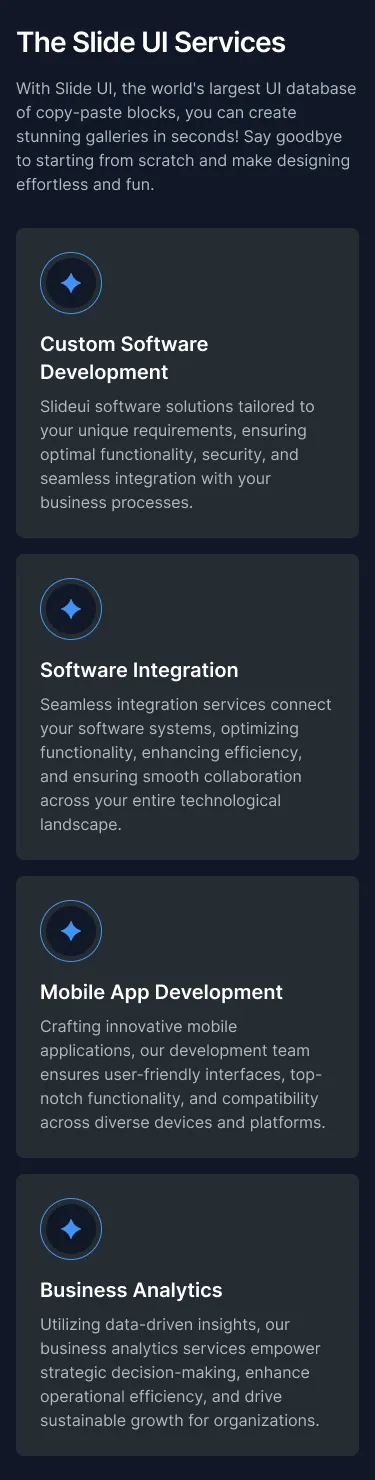 The Slide UI Services
With Slide UI, the world's largest UI database
of copy-paste blocks, you can create
stunning galleries in seconds! Say goodbye
to starting from scratch and make designing
effortless and fun.
Custom Software
Development
Slideui software solutions tailored to
your unique requirements, ensuring
optimal functionality, security, and
seamless integration with your
business processes.
Software Integration
Seamless integration services connect
your software systems, optimizing
functionality, enhancing efficiency,
and ensuring smooth collaboration
across your entire technological
landscape.
Mobile App Development
Crafting innovative mobile
applications, our development team
ensures user-friendly interfaces, top-
notch functionality, and compatibility
across diverse devices and platforms.
Business Analytics
Utilizing data-driven insights, our
business analytics services empower
strategic decision-making, enhance
operational efficiency, and drive
sustainable growth for organizations.